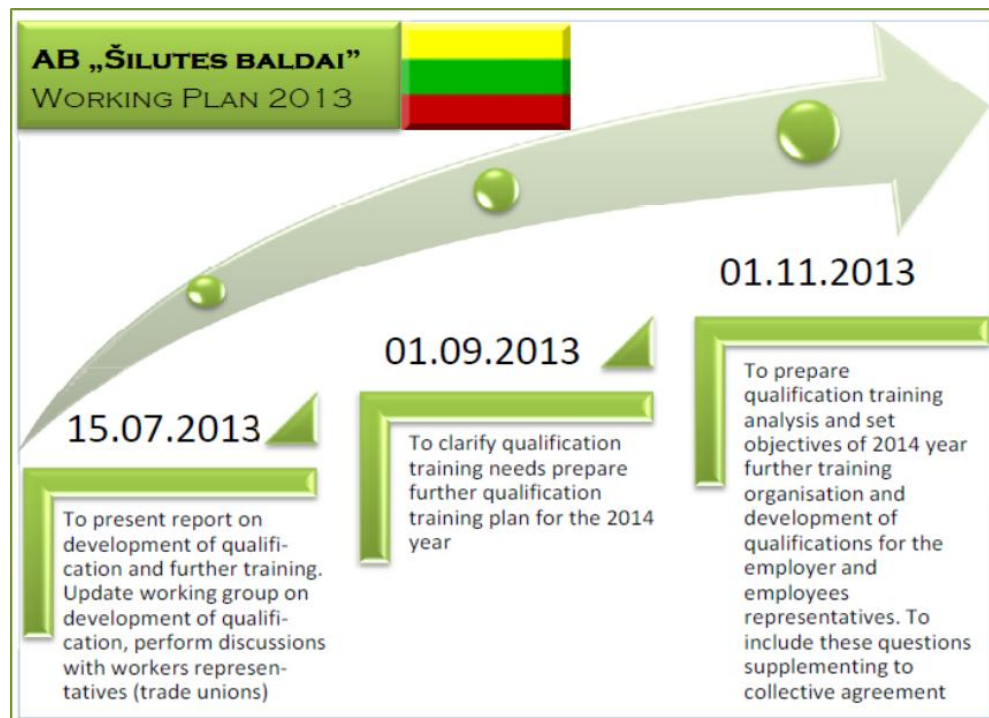 AB „ŠILUTES BALDAI”
WORKING PLAN 2013
15.07.2013
To present report on
development of qualifi-
cation and further training.
Update working group on
development of qualifi-
cation, perform discussions
with workers represen-
tatives (trade unions)
01.09.2013
To clarify qualification
training needs prepare
further qualification
training plan for the 2014
year
01.11.2013
To prepare
qualification training
analysis and set
objectives of 2014 year
further training
organisation and
development of
qualifications for the
employer and
employees
representatives. To
include these questions
supplementing to
collective agreement